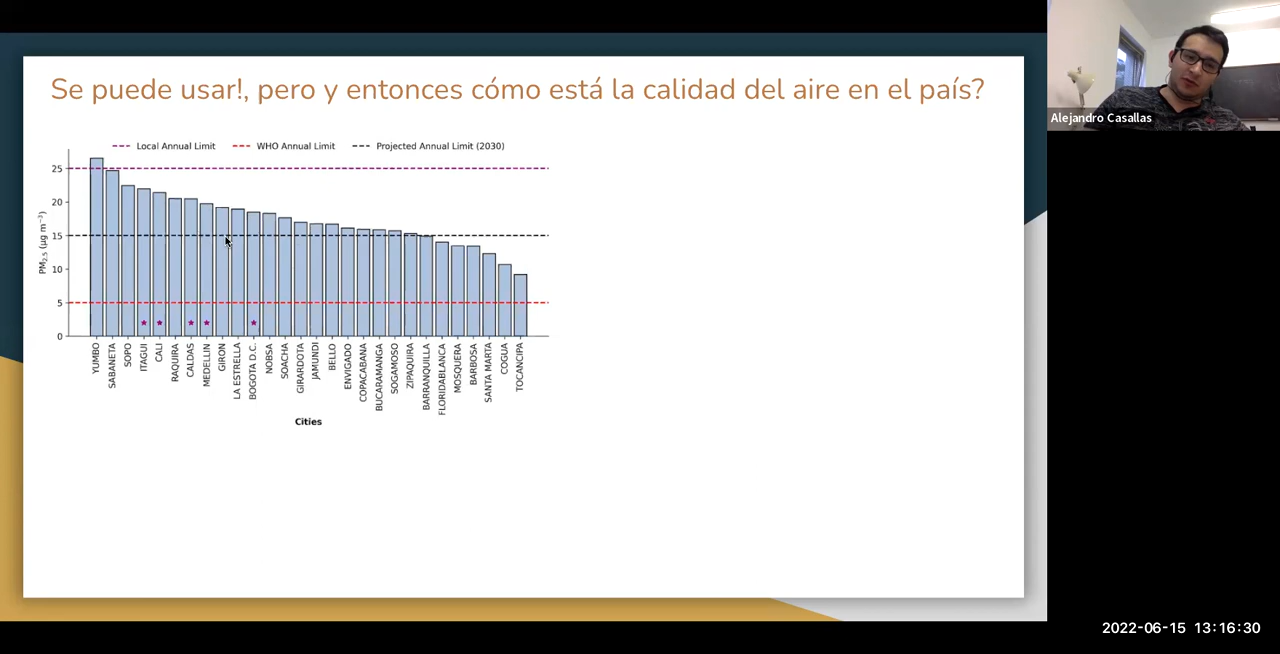 Se puede usar!, pero y entonces cómo está la calidad del aire en el país?
Alejandro Casallas
Local Annual Limit WHO Annual Limit Projected Annual Limit (2030)
PM2.5 (μg m−3)
25
20
15
10
5
0
YUMBO
SABANETA
SOPO
ITAGUI
CALI
RAQUIRA
CALDAS
MEDELLIN
GIRON
LA ESTRELLA
BOGOTA D.C.
NOBSA
SOACHA
GIRARDOTA
JAMUNDI
BELLO
ENVIGADO
COPACABANA
BUCARAMANGA
SOGAMOSO
ZIPAQUIRA
BARRANQUILLA
FLORIDABLANCA
MOSQUERA
BARBOSA
SANTA MARTA
COGUA
TOCANCIPA
Cities
2022-06-15 13:16:30